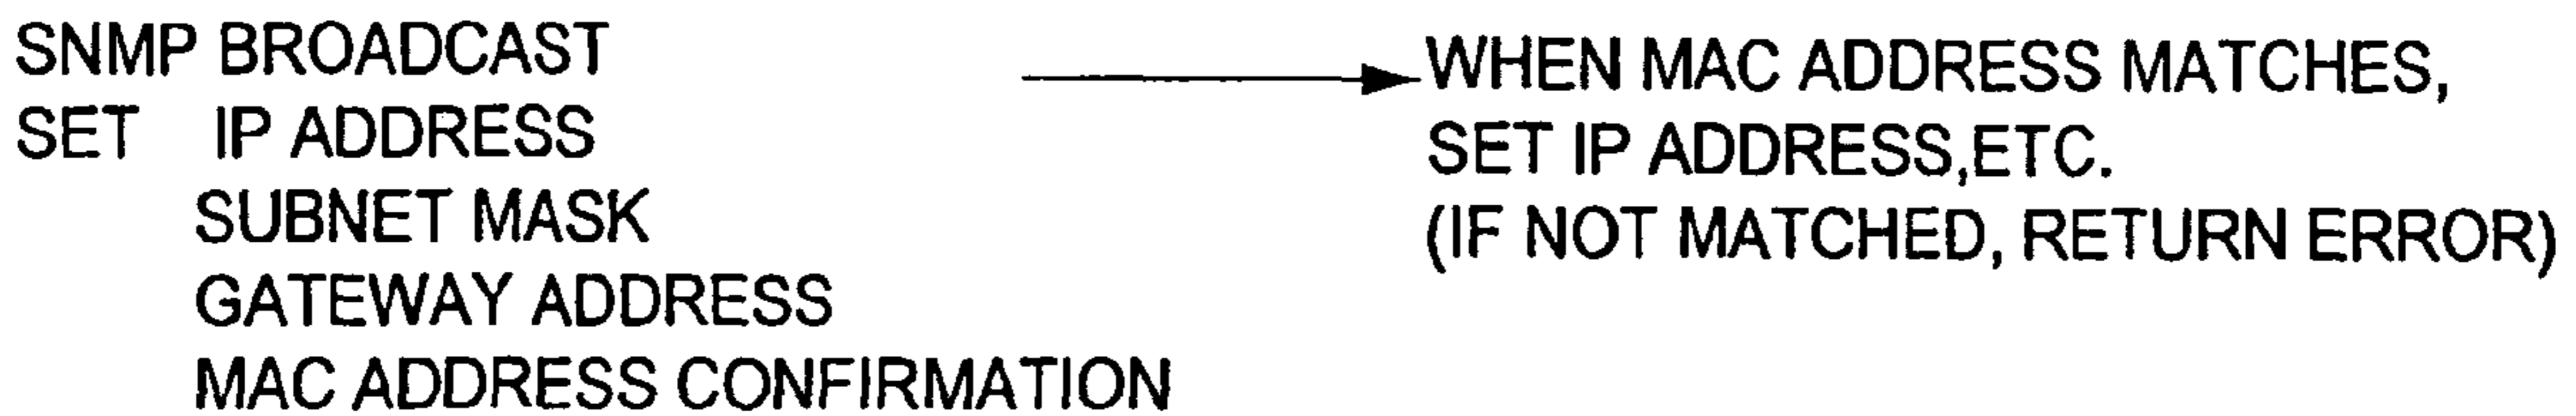 SNMP BROADCAST
SET IP ADDRESS
SUBNET MASK
GATEWAY ADDRESS
MAC ADDRESS CONFIRMATION
WHEN MAC ADDRESS MATCHES,
SET IP ADDRESS,ETC.
(IF NOT MATCHED, RETURN ERROR)